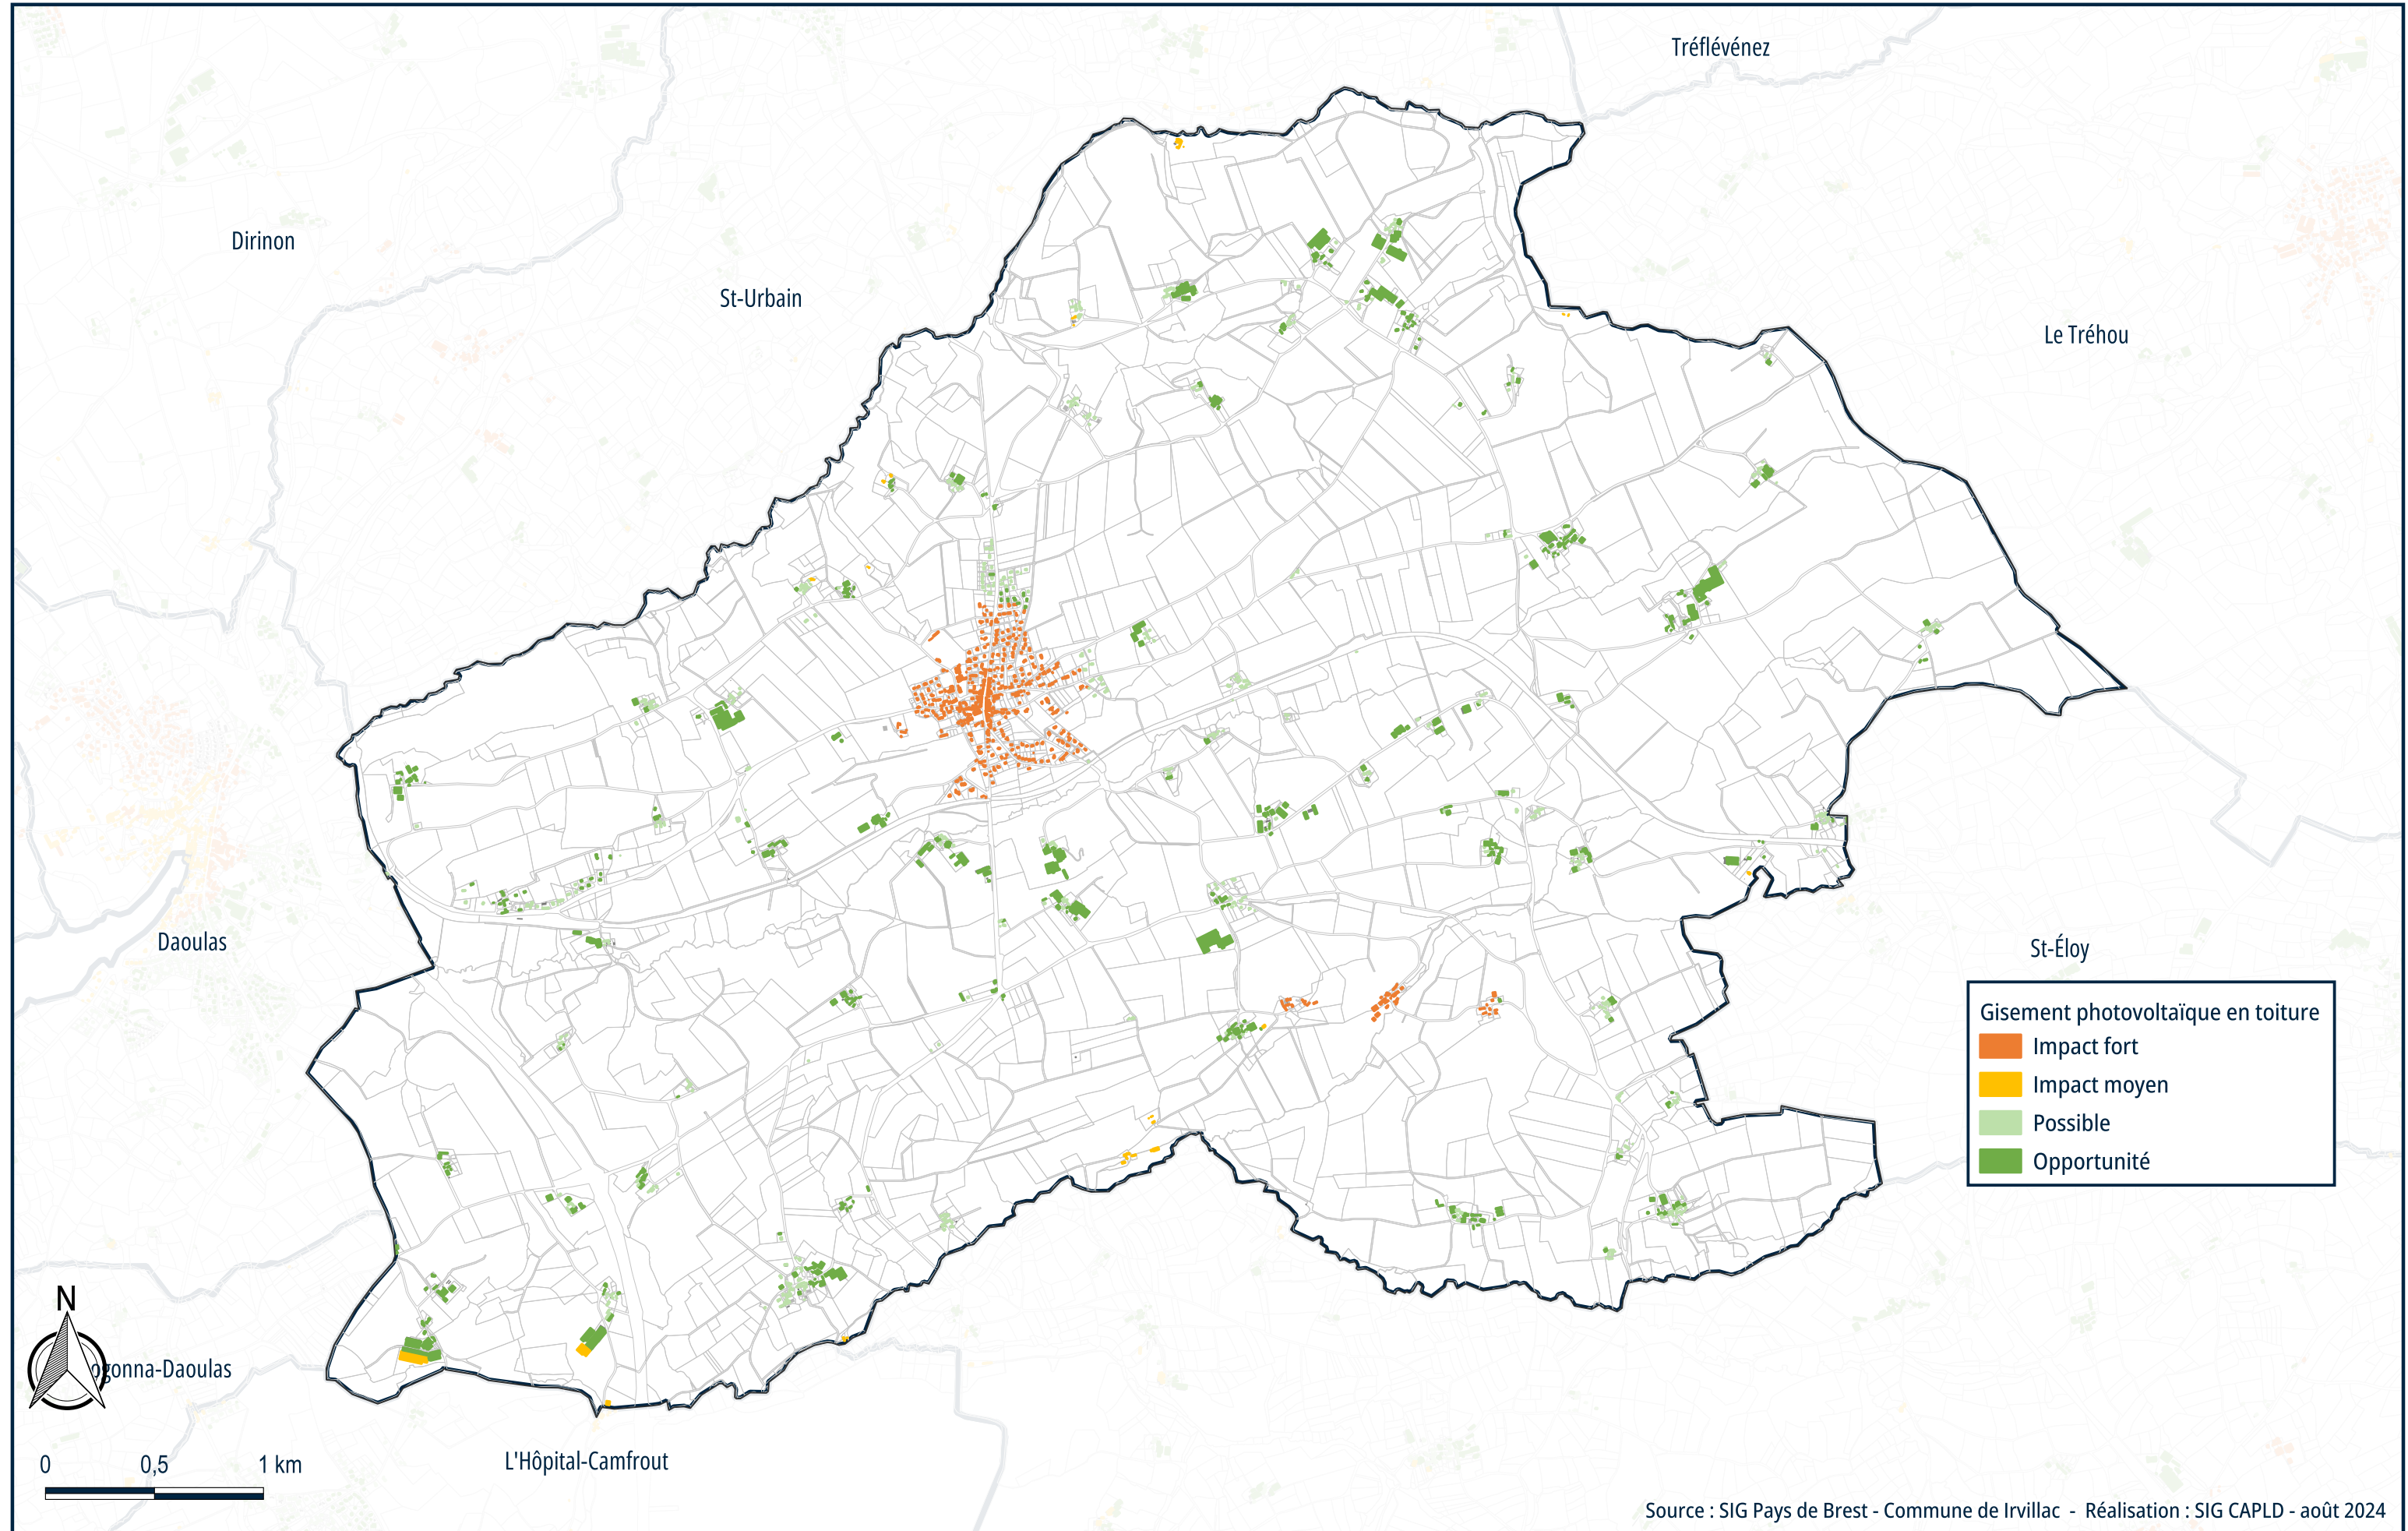 Tréflévénez
Dirinon
St-Urbain
Le Tréhou
Daoulas
St-Éloy
Gisement photovoltaïque en toiture
Impact fort
Impact moyen
Possible
Opportunité
N
ogonna-Daoulas
L'Hôpital-Camfrout
0 0,5 1 km
Source : SIG Pays de Brest - Commune de Irvillac - Réalisation : SIG CAPLD - août 2024